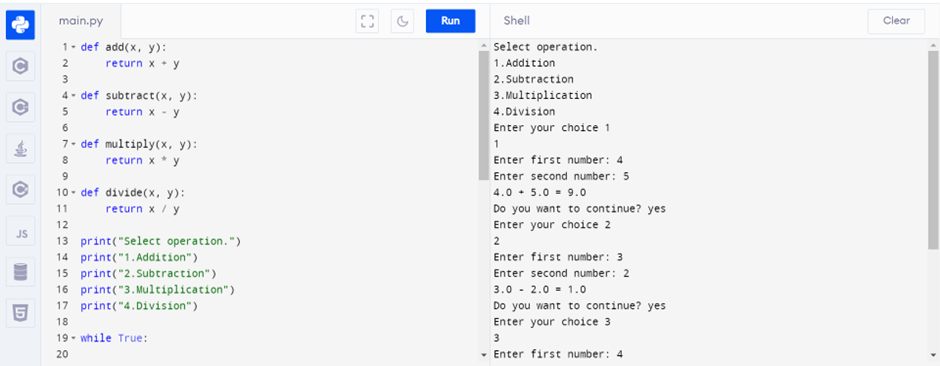 main.py
Run
Shell
Clear
JS
1 def add(x, y):
2     return x + y
3
4 def subtract(x, y):
5     return x - y
6
7 def multiply(x, y):
8     return x * y
9
10 def divide(x, y):
11     return x / y
12
13 print("Select operation.")
14 print("1.Addition")
15 print("2.Subtraction")
16 print("3.Multiplication")
17 print("4.Division")
18
19 while True:
20
Select operation.
1.Addition
2.Subtraction
3.Multiplication
4.Division
Enter your choice 1
1
Enter first number: 4
Enter second number: 5
4.0 + 5.0 = 9.0
Do you want to continue? yes
Enter your choice 2
2
Enter first number: 3
Enter second number: 2
3.0 - 2.0 = 1.0
Do you want to continue? yes
Enter your choice 3
3
Enter first number: 4